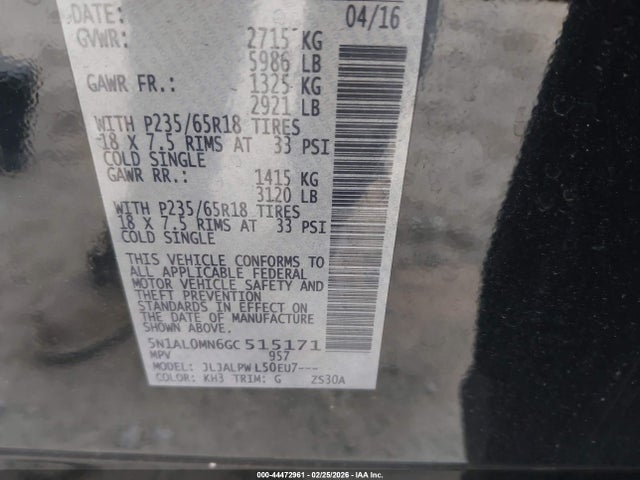 DATE: 04/16
GVWR: 2715 KG
5986 LB
GAWR FR.: 1325 KG
2921 LB
WITH P235/65R18 TIRES
18 X 7.5 RIMS AT 33 PSI
COLD SINGLE
GAWR RR.: 1415 KG
3120 LB
WITH P235/65R18 TIRES
18 X 7.5 RIMS AT 33 PSI
COLD SINGLE
THIS VEHICLE CONFORMS TO
ALL APPLICABLE FEDERAL
MOTOR VEHICLE SAFETY AND
THEFT PREVENTION
STANDARDS IN EFFECT ON
THE DATE OF MANUFACTURE
SHOWN ABOVE.
5N1AL0MN6GC515171
MPV 957
MODEL: JLJALPWL50EU7---
COLOR: KH3 TRIM: G ZS30A
000-44472961 - 02/25/2026 - IAA Inc.